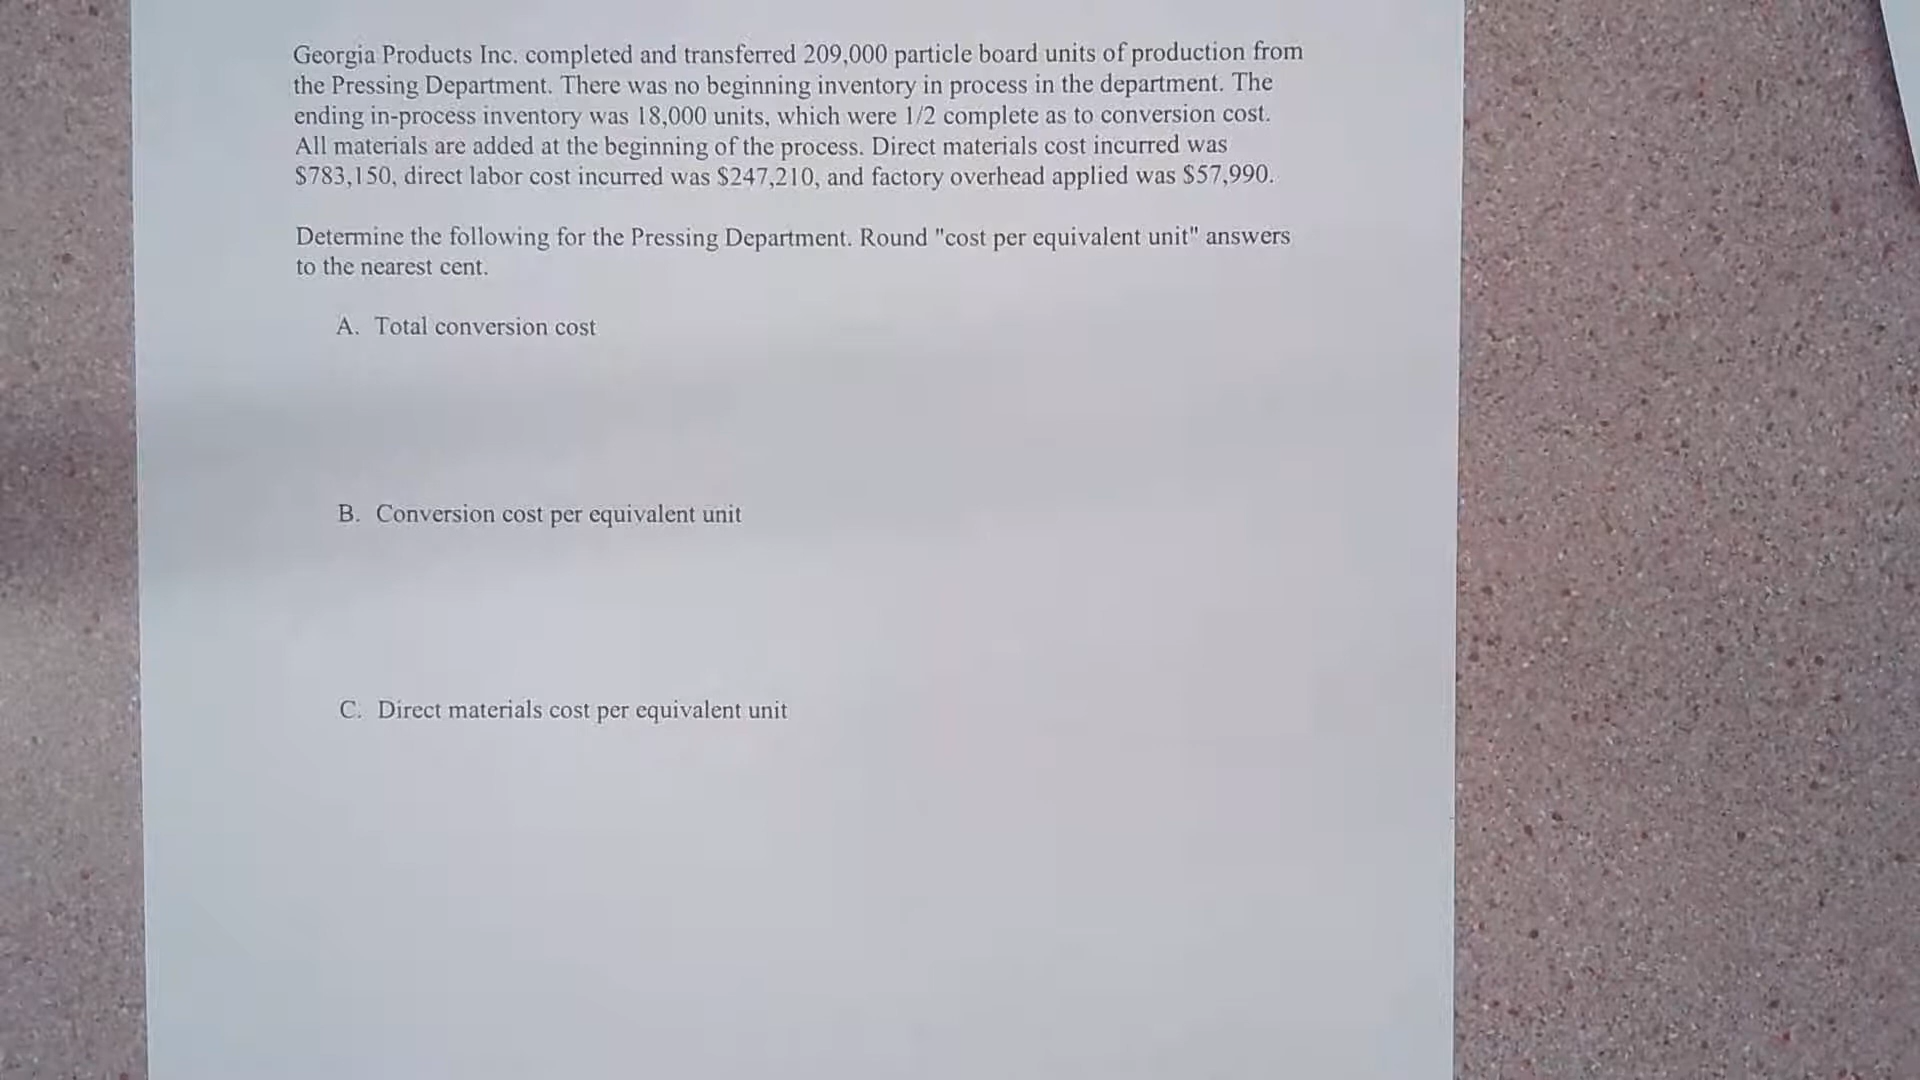 Georgia Products Inc. completed and transferred 209,000 particle board units of production from
the Pressing Department. There was no beginning inventory in process in the department. The
ending in-process inventory was 18,000 units, which were 1/2 complete as to conversion cost.
All materials are added at the beginning of the process. Direct materials cost incurred was
$783,150, direct labor cost incurred was $247,210, and factory overhead applied was $57,990.
Determine the following for the Pressing Department. Round "cost per equivalent unit" answers
to the nearest cent.
A. Total conversion cost
B. Conversion cost per equivalent unit
C. Direct materials cost per equivalent unit